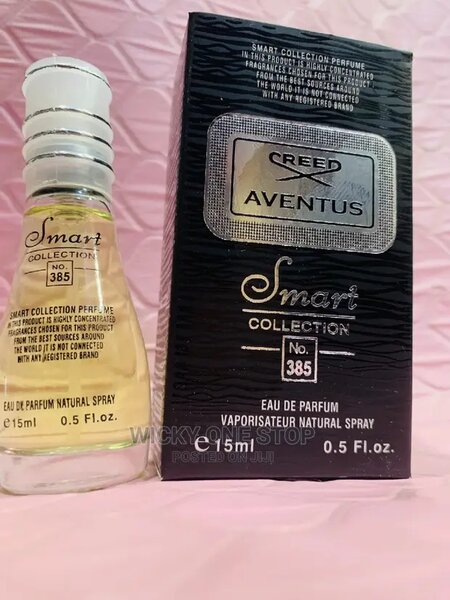 SMART COLLECTION PERFUME
IN THIS PRODUCT IS HIGHLY CONCENTRATED
FRAGRANCES CHOSEN FOR THIS PRODUCT
FROM THE BEST SOURCES AROUND
THE WORLD IT IS NOT CONNECTED
WITH ANY REGISTERED BRAND
CREED
AVENTUS
Smart
COLLECTION
No.
385
EAU DE PARFUM
VAPORISATEUR NATURAL SPRAY
e15ml 0.5 Fl.oz.
Smart
COLLECTION
NO.
385
SMART COLLECTION PERFUME
IN THIS PRODUCT IS HIGHLY CONCENTRATED
FRAGRANCES CHOSEN FOR THIS PRODUCT
FROM THE BEST SOURCES AROUND
THE WORLD IT IS NOT CONNECTED
WITH ANY REGISTERED BRAND
EAU DE PARFUM NATURAL SPRAY
e15ml 0.5 Fl.oz.
WICKY ONE STOP
POSTED ON JIJI